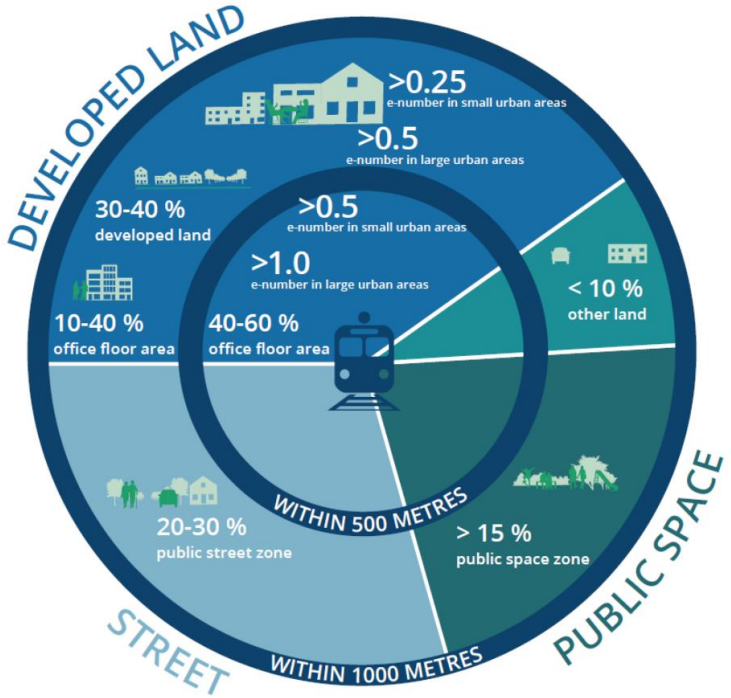 DEVELOPED LAND
>0.25
e-number in small urban areas
>0.5
e-number in large urban areas
30-40 %
developed land
>0.5
e-number in small urban areas
>1.0
e-number in large urban areas
10-40 %
office floor area
40-60 %
office floor area
< 10 %
other land
20-30 %
public street zone
> 15 %
public space zone
WITHIN 500 METRES
WITHIN 1000 METRES
STREET
PUBLIC SPACE